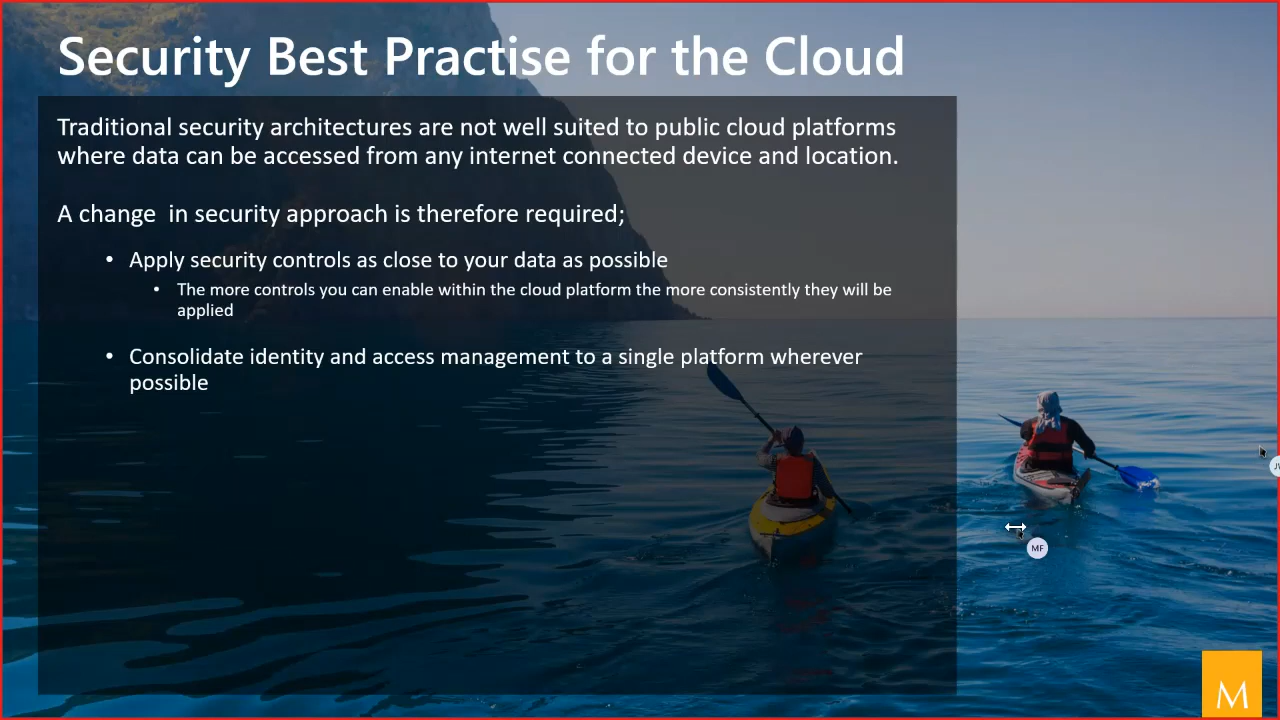 Security Best Practise for the Cloud
Traditional security architectures are not well suited to public cloud platforms
where data can be accessed from any internet connected device and location.
A change  in security approach is therefore required;
• Apply security controls as close to your data as possible
• The more controls you can enable within the cloud platform the more consistently they will be
applied
• Consolidate identity and access management to a single platform wherever
possible
MF
M